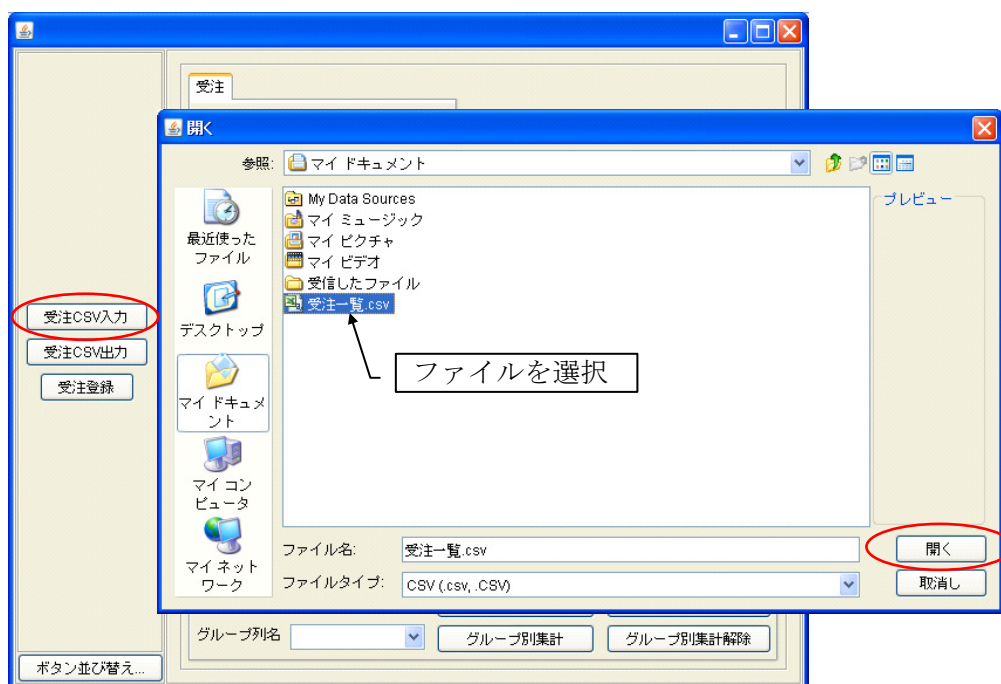 受注
開く
参照:
マイ ドキュメント
My Data Sources
マイ ミュージック
マイ ピクチャ
マイ ビデオ
受信したファイル
受注一覧.csv
プレビュー
最近使った
ファイル
デスクトップ
マイ ドキュメ
ント
マイ コン
ピュータ
マイ ネット
ワーク
受注CSV入力
受注CSV出力
受注登録
ファイルを選択
ファイル名:
受注一覧.csv
開く
ファイルタイプ:
CSV (.csv, .CSV)
取消し
グループ列名
グループ別集計
グループ別集計解除
ボタン並び替え...